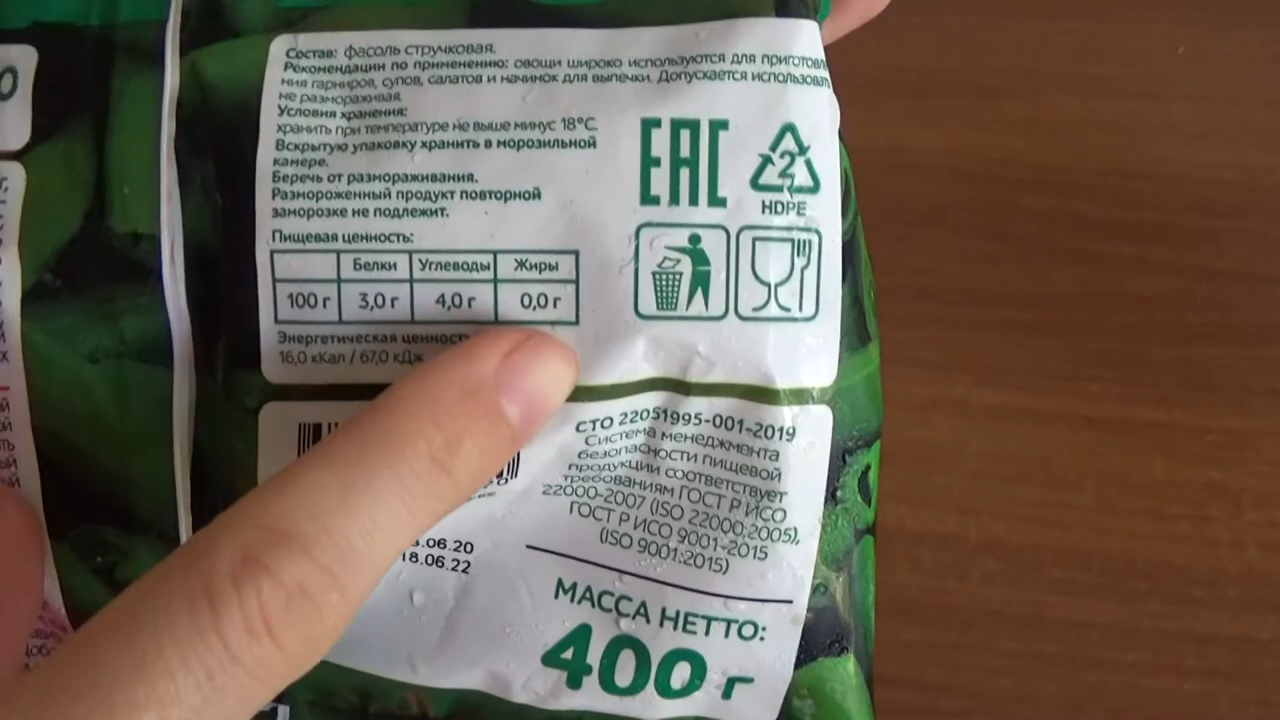 Состав: фасоль стручковая.
Рекомендации по применению: овощи широко используются для приготовле
ния гарниров, супов, салатов и начинок для выпечки. Допускается использовать
не размораживая.
Условия хранения:
хранить при температуре не выше минус 18°C.
Вскрытую упаковку хранить в морозильной
камере.
Беречь от размораживания.
Размороженный продукт повторной
заморозке не подлежит.
Пищевая ценность:
Белки Углеводы Жиры
100 г 3,0 г 4,0 г 0,0 г
Энергетическая
16,0 кКал / 67,0 кДж
EAC
2
HDPE
СТО 22051995-001-2019
Система менеджмента
безопасности пищевой
продукции соответствует
требованиям ГОСТ Р ИСО
22000-2007 (ISO 22000:2005),
ГОСТ Р ИСО 9001-2015
(ISO 9001:2015)
.06.20
18.06.22
МАССА НЕТТО:
400 г